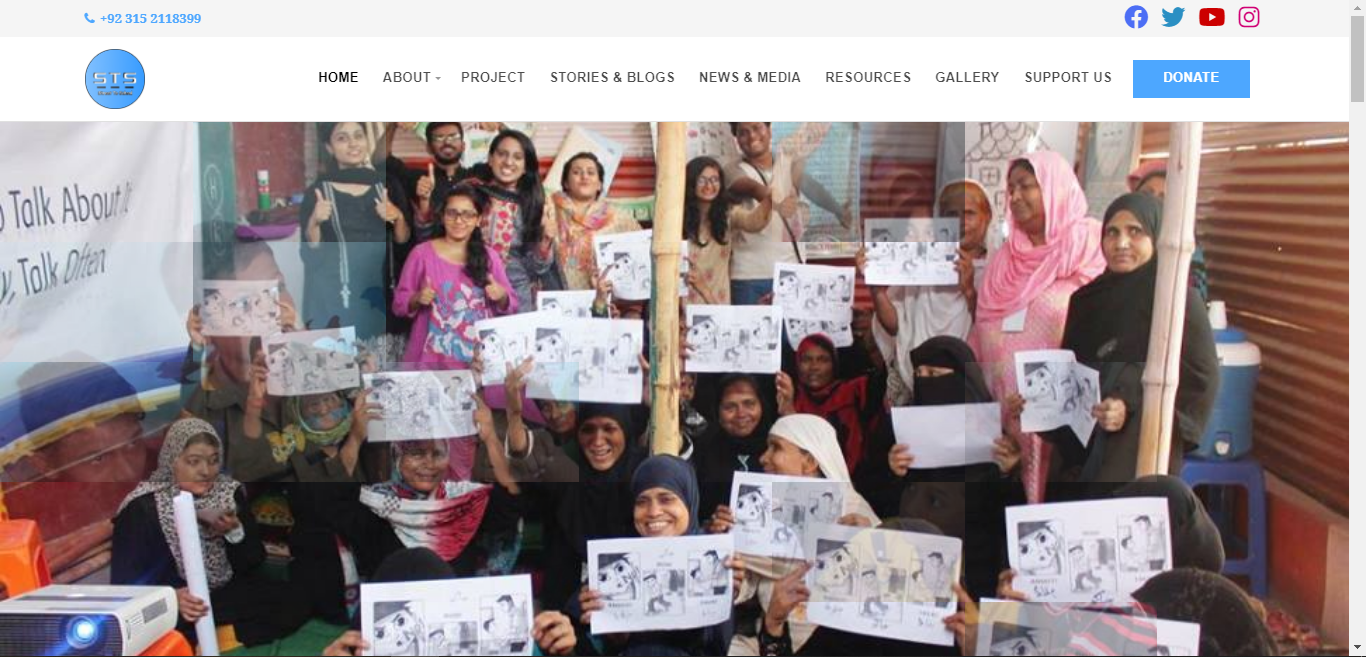 +92 315 2118399
STS
HOME ABOUT PROJECT STORIES & BLOGS NEWS & MEDIA RESOURCES GALLERY SUPPORT US DONATE
Talk About It
Talk Often